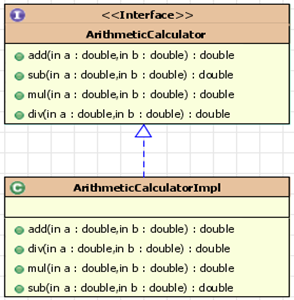 I
<<Interface>>
ArithmeticCalculator
add(in a : double,in b : double) : double
sub(in a : double,in b : double) : double
mul(in a : double,in b : double) : double
div(in a : double,in b : double) : double
C
ArithmeticCalculatorImpl
add(in a : double,in b : double) : double
div(in a : double,in b : double) : double
mul(in a : double,in b : double) : double
sub(in a : double,in b : double) : double